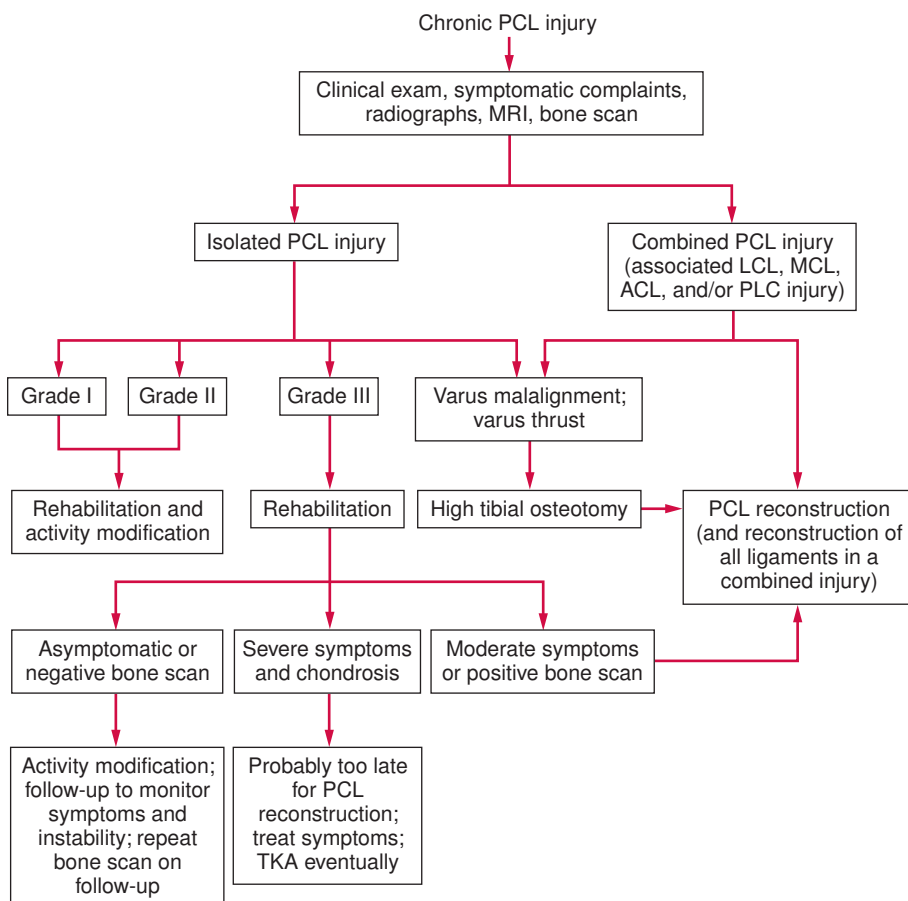 Chronic PCL injury
Clinical exam, symptomatic complaints,
radiographs, MRI, bone scan
Isolated PCL injury
Combined PCL injury
(associated LCL, MCL,
ACL, and/or PLC injury)
Grade I
Grade II
Grade III
Varus malalignment;
varus thrust
Rehabilitation and
activity modification
Rehabilitation
High tibial osteotomy
PCL reconstruction
(and reconstruction of
all ligaments in a
combined injury)
Asymptomatic or
negative bone scan
Severe symptoms
and chondrosis
Moderate symptoms
or positive bone scan
Activity modification;
follow-up to monitor
symptoms and
instability; repeat
bone scan on
follow-up
Probably too late
for PCL
reconstruction;
treat symptoms;
TKA eventually